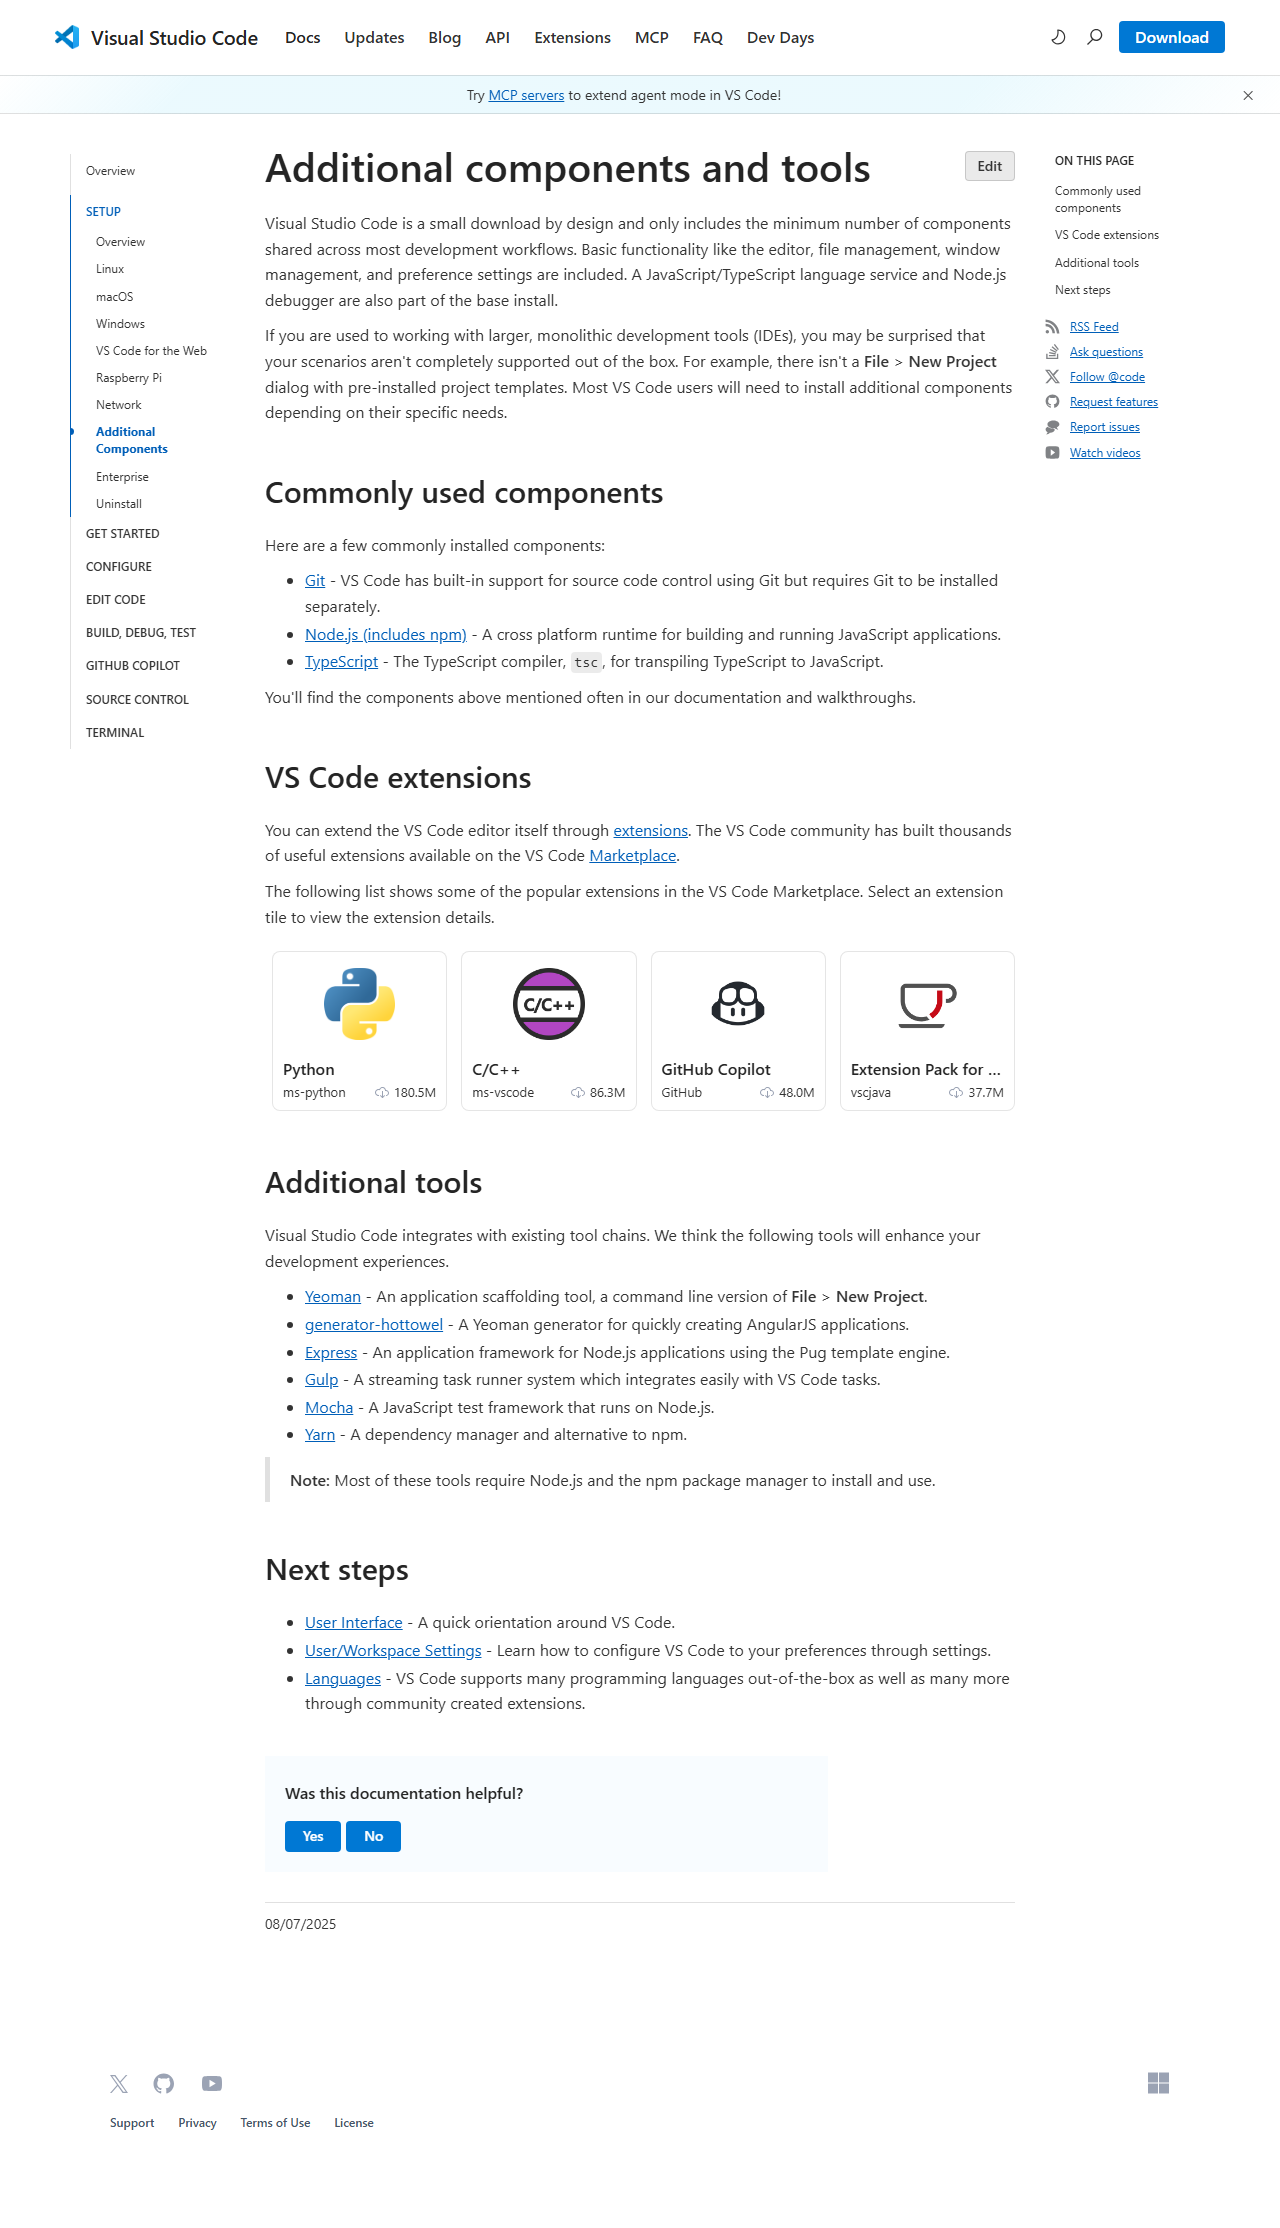 Visual Studio Code
Docs
Updates
Blog
API
Extensions
MCP
FAQ
Dev Days
Download
Try MCP servers to extend agent mode in VS Code!
Overview
SETUP
Overview
Linux
macOS
Windows
VS Code for the Web
Raspberry Pi
Network
Additional
Components
Enterprise
Uninstall
GET STARTED
CONFIGURE
EDIT CODE
BUILD, DEBUG, TEST
GITHUB COPILOT
SOURCE CONTROL
TERMINAL
Additional components and tools
Edit
Visual Studio Code is a small download by design and only includes the minimum number of components
shared across most development workflows. Basic functionality like the editor, file management, window
management, and preference settings are included. A JavaScript/TypeScript language service and Node.js
debugger are also part of the base install.
If you are used to working with larger, monolithic development tools (IDEs), you may be surprised that
your scenarios aren't completely supported out of the box. For example, there isn't a File > New Project
dialog with pre-installed project templates. Most VS Code users will need to install additional components
depending on their specific needs.
Commonly used components
Here are a few commonly installed components:
Git - VS Code has built-in support for source code control using Git but requires Git to be installed
separately.
Node.js (includes npm) - A cross platform runtime for building and running JavaScript applications.
TypeScript - The TypeScript compiler, tsc, for transpiling TypeScript to JavaScript.
You'll find the components above mentioned often in our documentation and walkthroughs.
VS Code extensions
You can extend the VS Code editor itself through extensions. The VS Code community has built thousands
of useful extensions available on the VS Code Marketplace.
The following list shows some of the popular extensions in the VS Code Marketplace. Select an extension
tile to view the extension details.
C/C++
Python
ms-python 180.5M
C/C++
ms-vscode 86.3M
GitHub Copilot
GitHub 48.0M
Extension Pack for ...
vscjava 37.7M
Additional tools
Visual Studio Code integrates with existing tool chains. We think the following tools will enhance your
development experiences.
Yeoman - An application scaffolding tool, a command line version of File > New Project.
generator-hottowel - A Yeoman generator for quickly creating AngularJS applications.
Express - An application framework for Node.js applications using the Pug template engine.
Gulp - A streaming task runner system which integrates easily with VS Code tasks.
Mocha - A JavaScript test framework that runs on Node.js.
Yarn - A dependency manager and alternative to npm.
Note: Most of these tools require Node.js and the npm package manager to install and use.
Next steps
User Interface - A quick orientation around VS Code.
User/Workspace Settings - Learn how to configure VS Code to your preferences through settings.
Languages - VS Code supports many programming languages out-of-the-box as well as many more
through community created extensions.
Was this documentation helpful?
Yes
No
08/07/2025
ON THIS PAGE
Commonly used
components
VS Code extensions
Additional tools
Next steps
RSS Feed
Ask questions
Follow @code
Request features
Report issues
Watch videos
Support
Privacy
Terms of Use
License